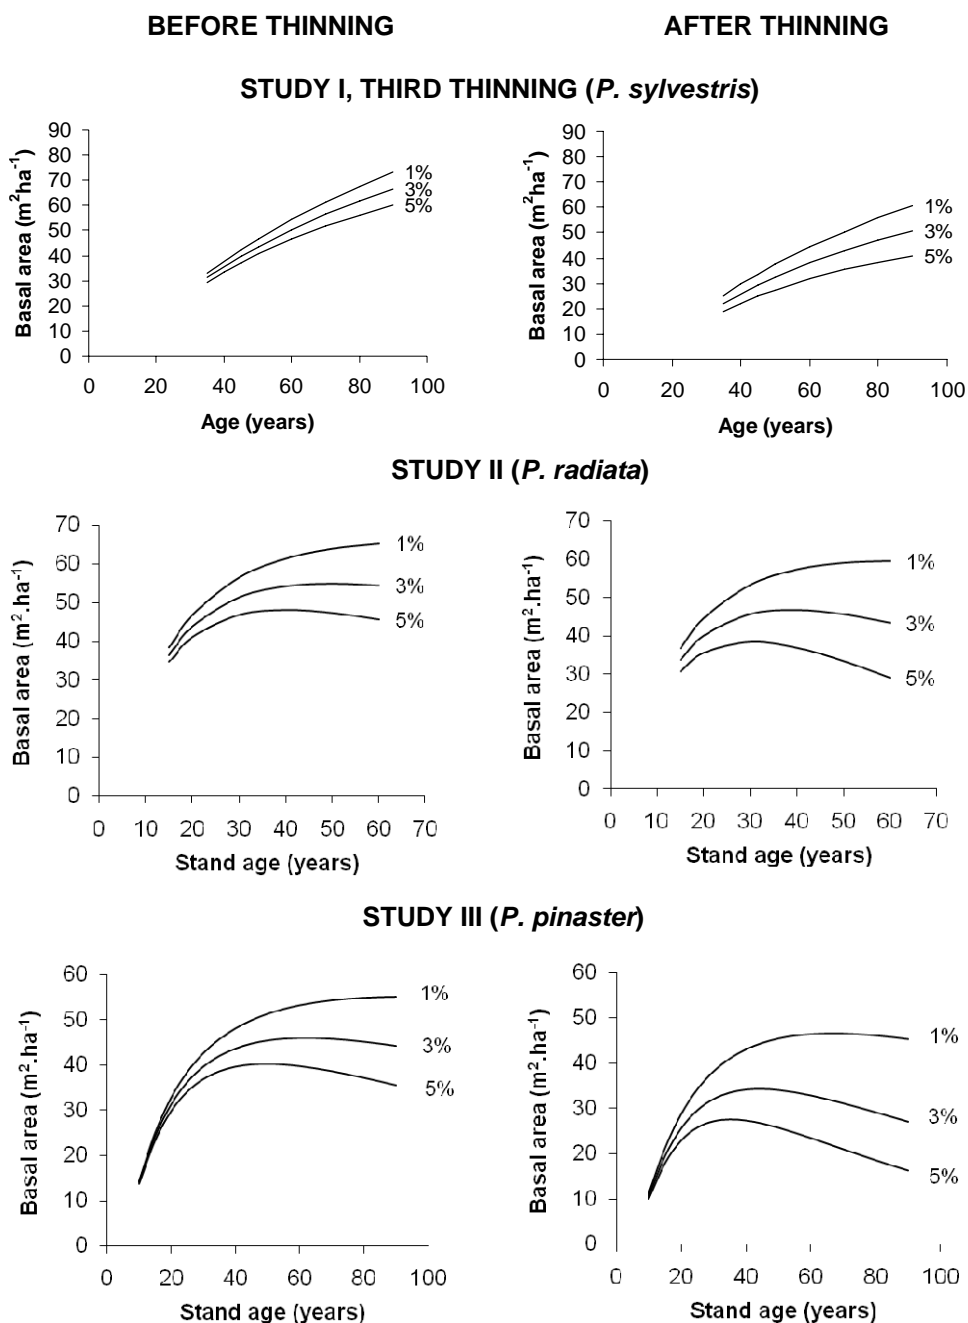 BEFORE THINNING
AFTER THINNING
STUDY I, THIRD THINNING (P. sylvestris)
Basal area (m²ha⁻¹)
90
80
70
60
50
40
30
20
10
0
1%
3%
5%
0 20 40 60 80 100
Age (years)
Basal area (m²ha⁻¹)
90
80
70
60
50
40
30
20
10
0
1%
3%
5%
0 20 40 60 80 100
Age (years)
STUDY II (P. radiata)
Basal area (m².ha⁻¹)
70
60
50
40
30
20
10
0
1%
3%
5%
0 10 20 30 40 50 60 70
Stand age (years)
Basal area (m².ha⁻¹)
70
60
50
40
30
20
10
0
1%
3%
5%
0 10 20 30 40 50 60 70
Stand age (years)
STUDY III (P. pinaster)
Basal area (m².ha⁻¹)
60
50
40
30
20
10
0
1%
3%
5%
0 20 40 60 80 100
Stand age (years)
Basal area (m².ha⁻¹)
60
50
40
30
20
10
0
1%
3%
5%
0 20 40 60 80 100
Stand age (years)